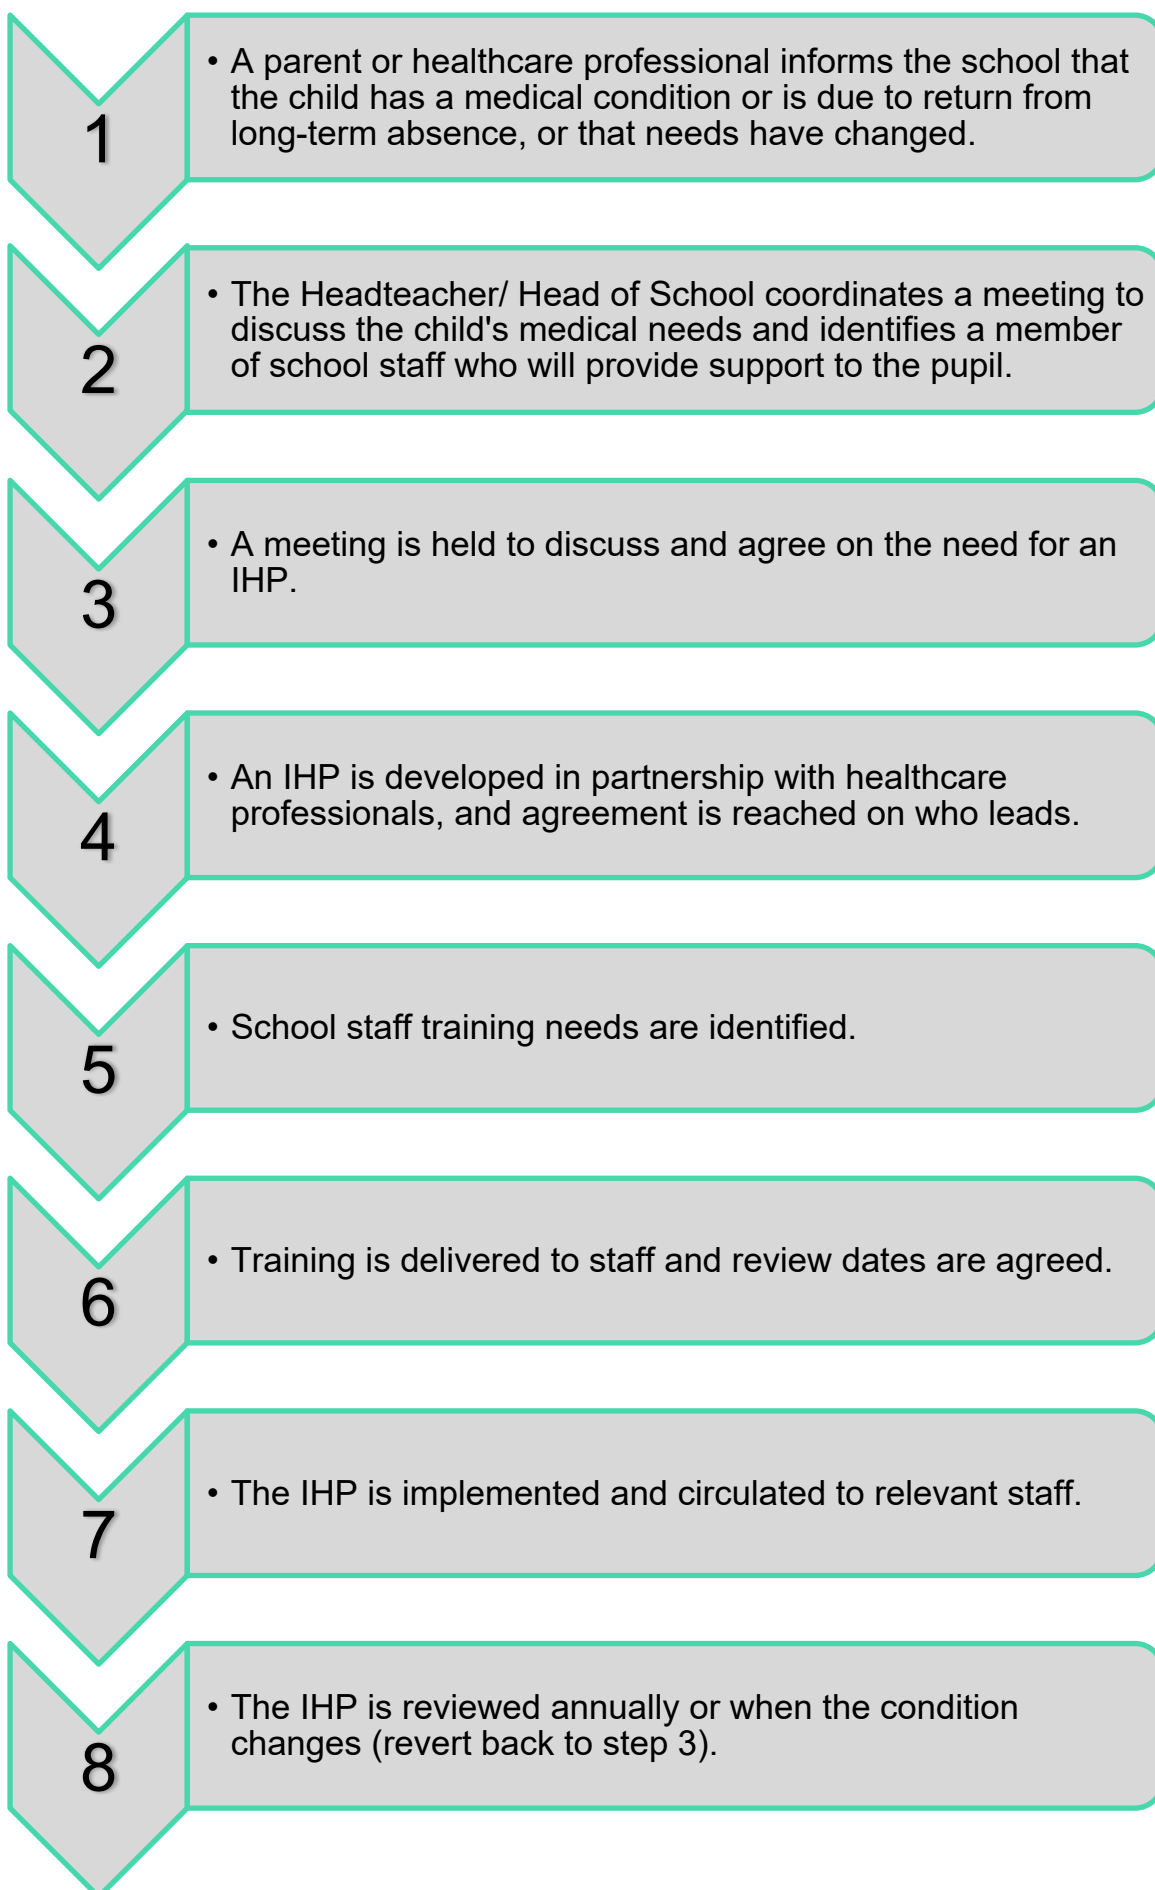 1
• A parent or healthcare professional informs the school that
the child has a medical condition or is due to return from
long-term absence, or that needs have changed.
2
• The Headteacher/ Head of School coordinates a meeting to
discuss the child's medical needs and identifies a member
of school staff who will provide support to the pupil.
3
• A meeting is held to discuss and agree on the need for an
IHP.
4
• An IHP is developed in partnership with healthcare
professionals, and agreement is reached on who leads.
5
• School staff training needs are identified.
6
• Training is delivered to staff and review dates are agreed.
7
• The IHP is implemented and circulated to relevant staff.
8
• The IHP is reviewed annually or when the condition
changes (revert back to step 3).